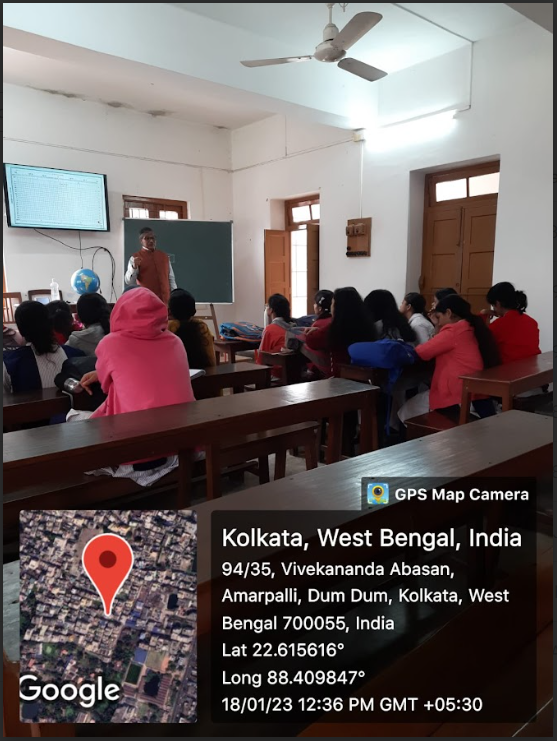 GPS Map Camera
Kolkata, West Bengal, India
94/35, Vivekananda Abasan,
Amarpalli, Dum Dum, Kolkata, West
Bengal 700055, India
Lat 22.615616°
Long 88.409847°
18/01/23 12:36 PM GMT +05:30
Google